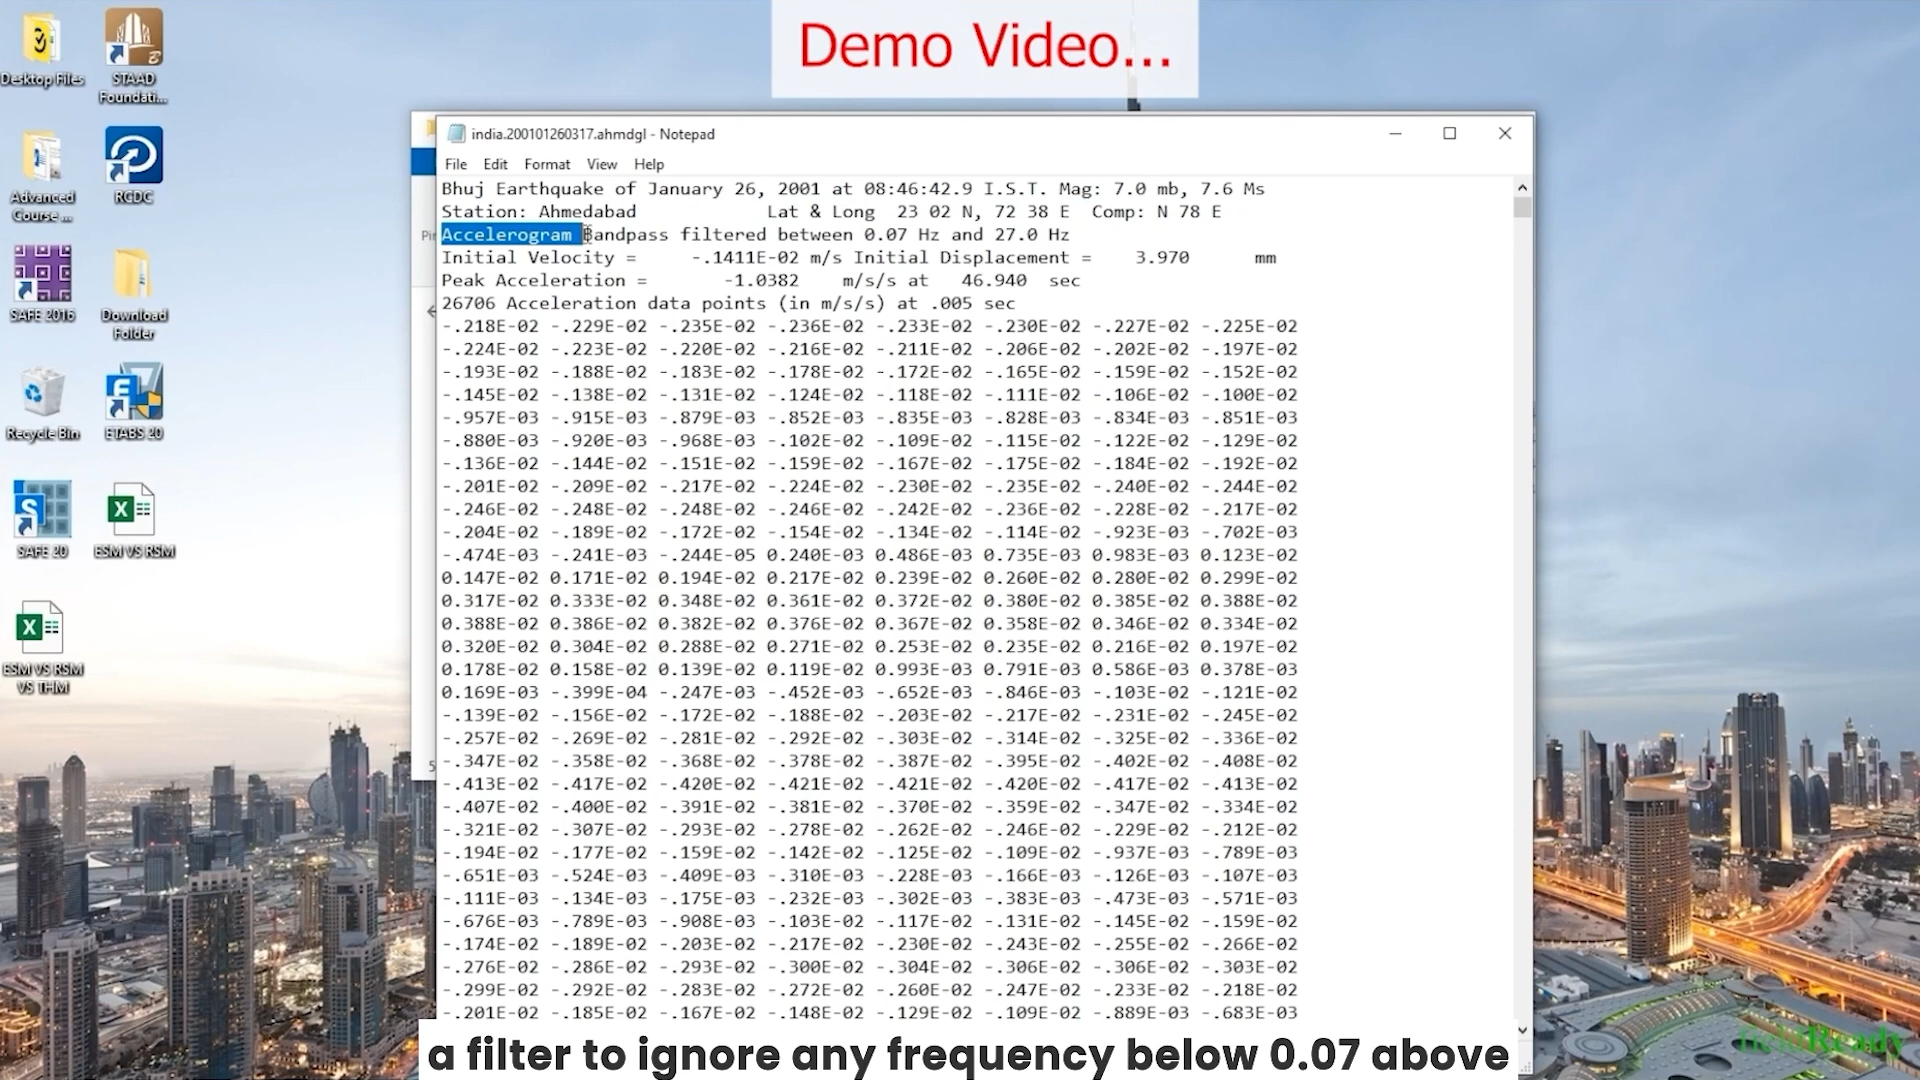 Demo Video...
Desktop Files
STAAD
Foundati...
Advanced
Course ...
RCDC
SAFE 2016
Download
Folder
Recycle Bin
ETABS 20
SAFE 20
ESM VS RSM
ESM VS RSM
VS THM
india.200101260317.ahmdgl - Notepad
File Edit Format View Help
Bhuj Earthquake of January 26, 2001 at 08:46:42.9 I.S.T. Mag: 7.0 mb, 7.6 Ms
Station: Ahmedabad Lat & Long 23 02 N, 72 38 E Comp: N 78 E
Accelerogram Bandpass filtered between 0.07 Hz and 27.0 Hz
Initial Velocity = -.1411E-02 m/s Initial Displacement = 3.970 mm
Peak Acceleration = -1.0382 m/s/s at 46.940 sec
26706 Acceleration data points (in m/s/s) at .005 sec
-.218E-02 -.229E-02 -.235E-02 -.236E-02 -.233E-02 -.230E-02 -.227E-02 -.225E-02
-.224E-02 -.223E-02 -.220E-02 -.216E-02 -.211E-02 -.206E-02 -.202E-02 -.197E-02
-.193E-02 -.188E-02 -.183E-02 -.178E-02 -.172E-02 -.165E-02 -.159E-02 -.152E-02
-.145E-02 -.138E-02 -.131E-02 -.124E-02 -.118E-02 -.111E-02 -.106E-02 -.100E-02
-.957E-03 -.915E-03 -.879E-03 -.852E-03 -.835E-03 -.828E-03 -.834E-03 -.851E-03
-.880E-03 -.920E-03 -.968E-03 -.102E-02 -.109E-02 -.115E-02 -.122E-02 -.129E-02
-.136E-02 -.144E-02 -.151E-02 -.159E-02 -.167E-02 -.175E-02 -.184E-02 -.192E-02
-.201E-02 -.209E-02 -.217E-02 -.224E-02 -.230E-02 -.235E-02 -.240E-02 -.244E-02
-.246E-02 -.248E-02 -.248E-02 -.246E-02 -.242E-02 -.236E-02 -.228E-02 -.217E-02
-.204E-02 -.189E-02 -.172E-02 -.154E-02 -.134E-02 -.114E-02 -.923E-03 -.702E-03
-.474E-03 -.241E-03 -.244E-05 0.240E-03 0.486E-03 0.735E-03 0.983E-03 0.123E-02
0.147E-02 0.171E-02 0.194E-02 0.217E-02 0.239E-02 0.260E-02 0.280E-02 0.299E-02
0.317E-02 0.333E-02 0.348E-02 0.361E-02 0.372E-02 0.380E-02 0.385E-02 0.388E-02
0.388E-02 0.386E-02 0.382E-02 0.376E-02 0.367E-02 0.358E-02 0.346E-02 0.334E-02
0.320E-02 0.304E-02 0.288E-02 0.271E-02 0.253E-02 0.235E-02 0.216E-02 0.197E-02
0.178E-02 0.158E-02 0.139E-02 0.119E-02 0.993E-03 0.791E-03 0.586E-03 0.378E-03
0.169E-03 -.399E-04 -.247E-03 -.452E-03 -.652E-03 -.846E-03 -.103E-02 -.121E-02
-.139E-02 -.156E-02 -.172E-02 -.188E-02 -.203E-02 -.217E-02 -.231E-02 -.245E-02
-.257E-02 -.269E-02 -.281E-02 -.292E-02 -.303E-02 -.314E-02 -.325E-02 -.336E-02
-.347E-02 -.358E-02 -.368E-02 -.378E-02 -.387E-02 -.395E-02 -.402E-02 -.408E-02
-.413E-02 -.417E-02 -.420E-02 -.421E-02 -.421E-02 -.420E-02 -.417E-02 -.413E-02
-.407E-02 -.400E-02 -.391E-02 -.381E-02 -.370E-02 -.359E-02 -.347E-02 -.334E-02
-.321E-02 -.307E-02 -.293E-02 -.278E-02 -.262E-02 -.246E-02 -.229E-02 -.212E-02
-.194E-02 -.177E-02 -.159E-02 -.142E-02 -.125E-02 -.109E-02 -.937E-03 -.789E-03
-.651E-03 -.524E-03 -.409E-03 -.310E-03 -.228E-03 -.166E-03 -.126E-03 -.107E-03
-.111E-03 -.134E-03 -.175E-03 -.232E-03 -.302E-03 -.383E-03 -.473E-03 -.571E-03
-.676E-03 -.789E-03 -.908E-03 -.103E-02 -.117E-02 -.131E-02 -.145E-02 -.159E-02
-.174E-02 -.189E-02 -.203E-02 -.217E-02 -.230E-02 -.243E-02 -.255E-02 -.266E-02
-.276E-02 -.286E-02 -.293E-02 -.300E-02 -.304E-02 -.306E-02 -.306E-02 -.303E-02
-.299E-02 -.292E-02 -.283E-02 -.272E-02 -.260E-02 -.247E-02 -.233E-02 -.218E-02
-.201E-02 -.185E-02 -.167E-02 -.148E-02 -.129E-02 -.109E-02 -.889E-03 -.683E-03
a filter to ignore any frequency below 0.07 above